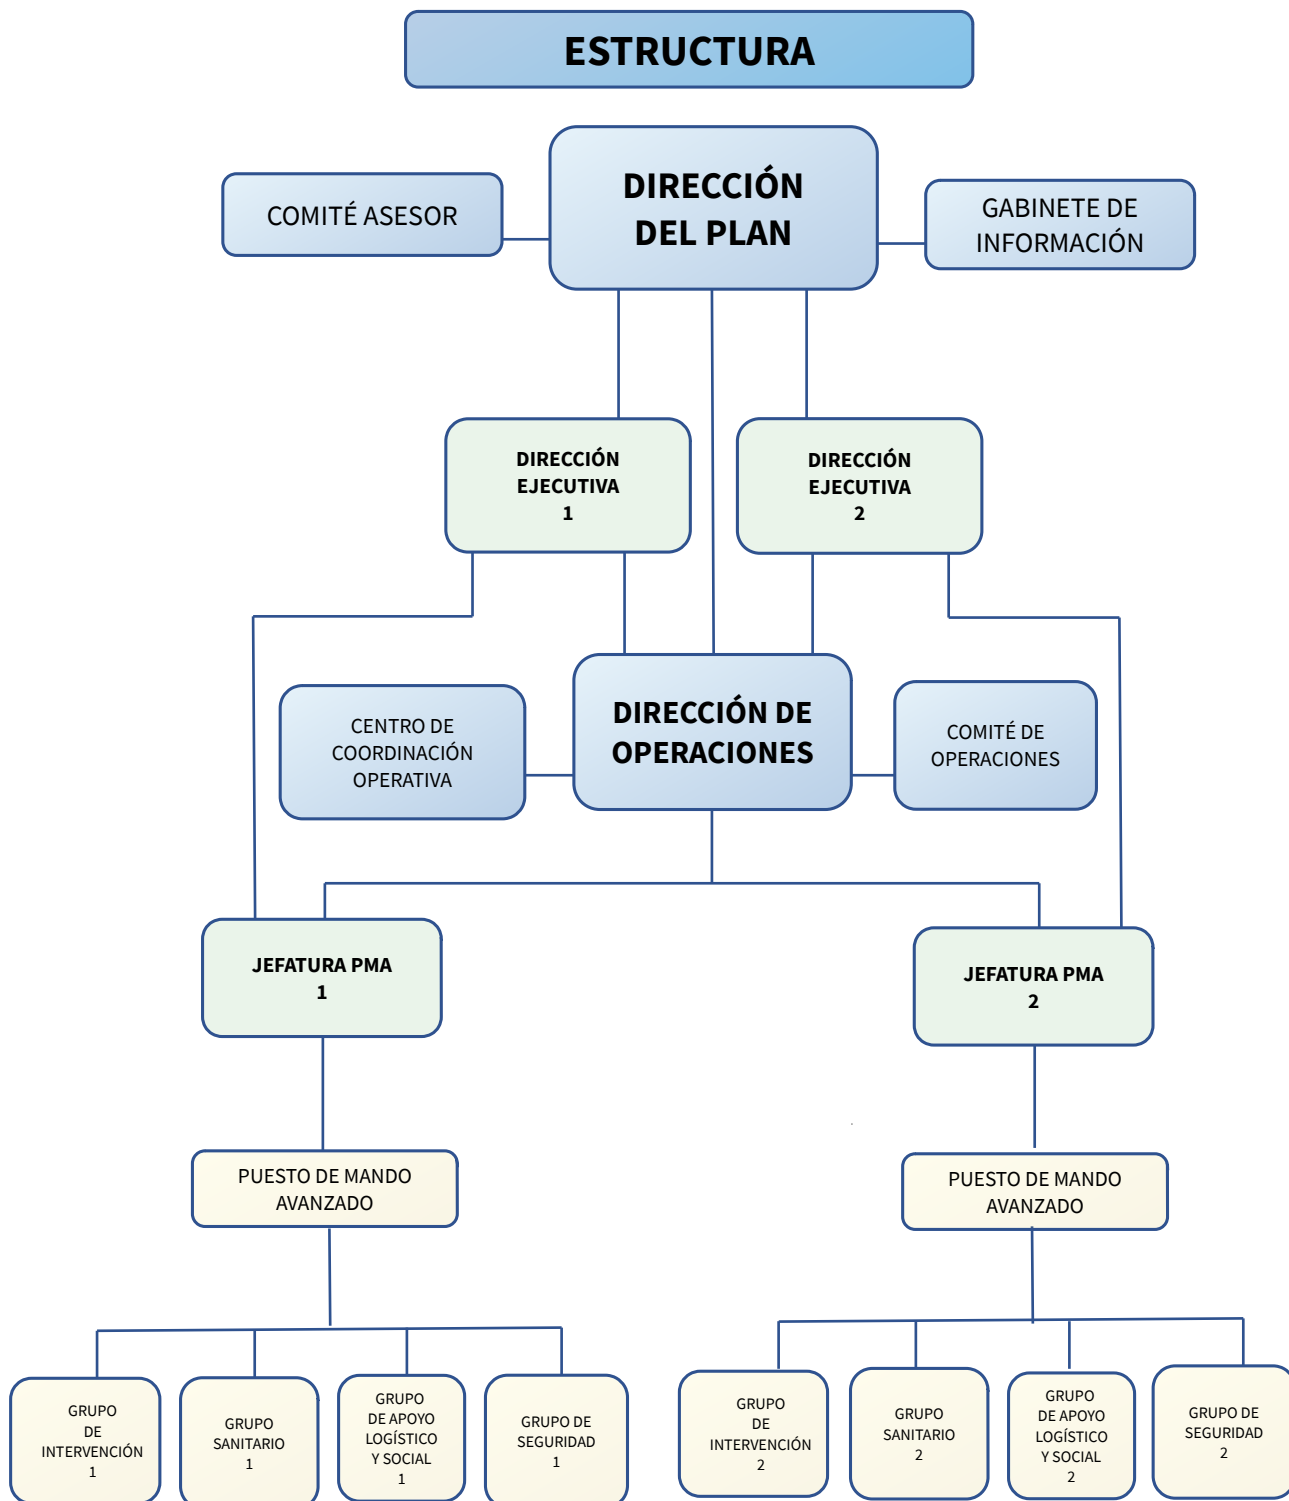 ESTRUCTURA
DIRECCIÓN
DEL PLAN
COMITÉ ASESOR
GABINETE DE
INFORMACIÓN
DIRECCIÓN
EJECUTIVA
1
DIRECCIÓN
EJECUTIVA
2
DIRECCIÓN DE
OPERACIONES
CENTRO DE
COORDINACIÓN
OPERATIVA
COMITÉ DE
OPERACIONES
JEFATURA PMA
1
JEFATURA PMA
2
PUESTO DE MANDO
AVANZADO
PUESTO DE MANDO
AVANZADO
GRUPO
DE
INTERVENCIÓN
1
GRUPO
SANITARIO
1
GRUPO
DE APOYO
LOGÍSTICO
Y SOCIAL
1
GRUPO DE
SEGURIDAD
1
GRUPO
DE
INTERVENCIÓN
2
GRUPO
SANITARIO
2
GRUPO
DE APOYO
LOGÍSTICO
Y SOCIAL
2
GRUPO DE
SEGURIDAD
2